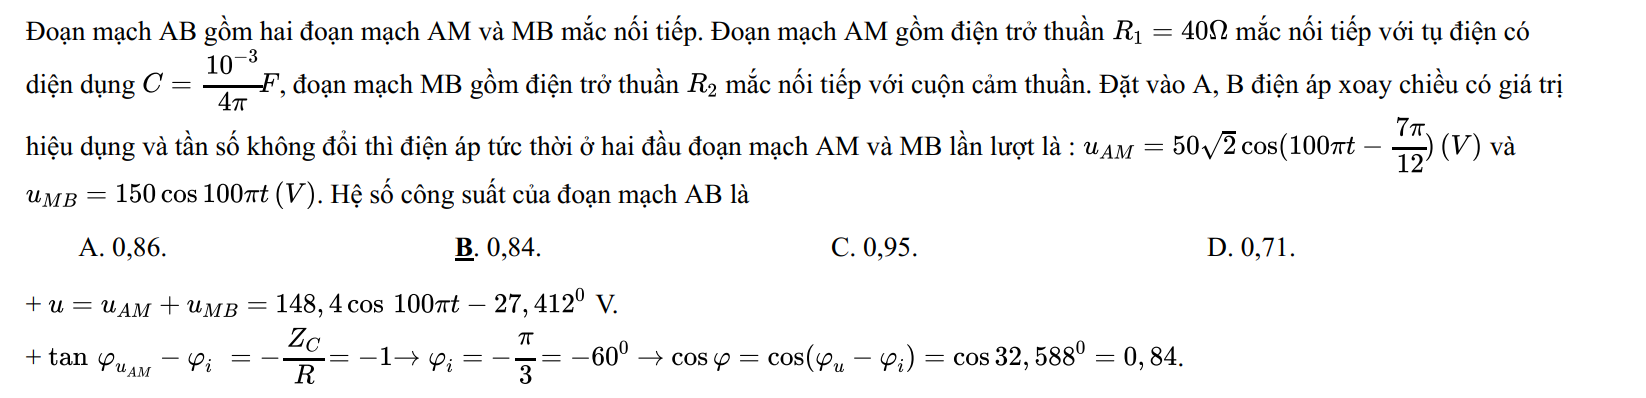 Đoạn mạch AB gồm hai đoạn mạch AM và MB mắc nối tiếp. Đoạn mạch AM gồm điện trở thuần $R_1 = 40\Omega$ mắc nối tiếp với tụ điện có
diện dụng $C = \dfrac{10^{-3}}{4\pi}F$, đoạn mạch MB gồm điện trở thuần $R_2$ mắc nối tiếp với cuộn cảm thuần. Đặt vào A, B điện áp xoay chiều có giá trị
hiệu dụng và tần số không đổi thì điện áp tức thời ở hai đầu đoạn mạch AM và MB lần lượt là : $u_{AM} = 50\sqrt{2}\cos(100\pi t - \dfrac{7\pi}{12})\,(V)$ và
$u_{MB} = 150\cos 100\pi t\,(V)$. Hệ số công suất của đoạn mạch AB là
A. 0,86. B. 0,84. C. 0,95. D. 0,71.
+ $u = u_{AM} + u_{MB} = 148,4\cos\ 100\pi t - 27,412^0$ V.
+ $\tan\ \varphi_{u_{AM}} - \varphi_i\ = -\dfrac{Z_C}{R} = -1 \rightarrow \varphi_i = -\dfrac{\pi}{3} = -60^0 \rightarrow \cos\varphi = \cos(\varphi_u - \varphi_i) = \cos 32,588^0 = 0,84.$